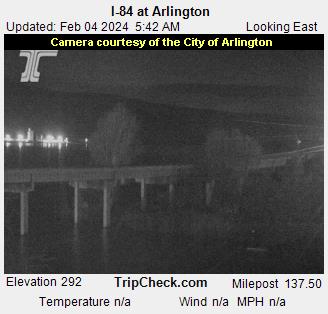 I-84 at Arlington
Updated: Feb 04 2024 5:42 AM Looking East
Camera courtesy of the City of Arlington
Elevation 292 TripCheck.com Milepost 137.50
Temperature n/a Wind n/a MPH n/a